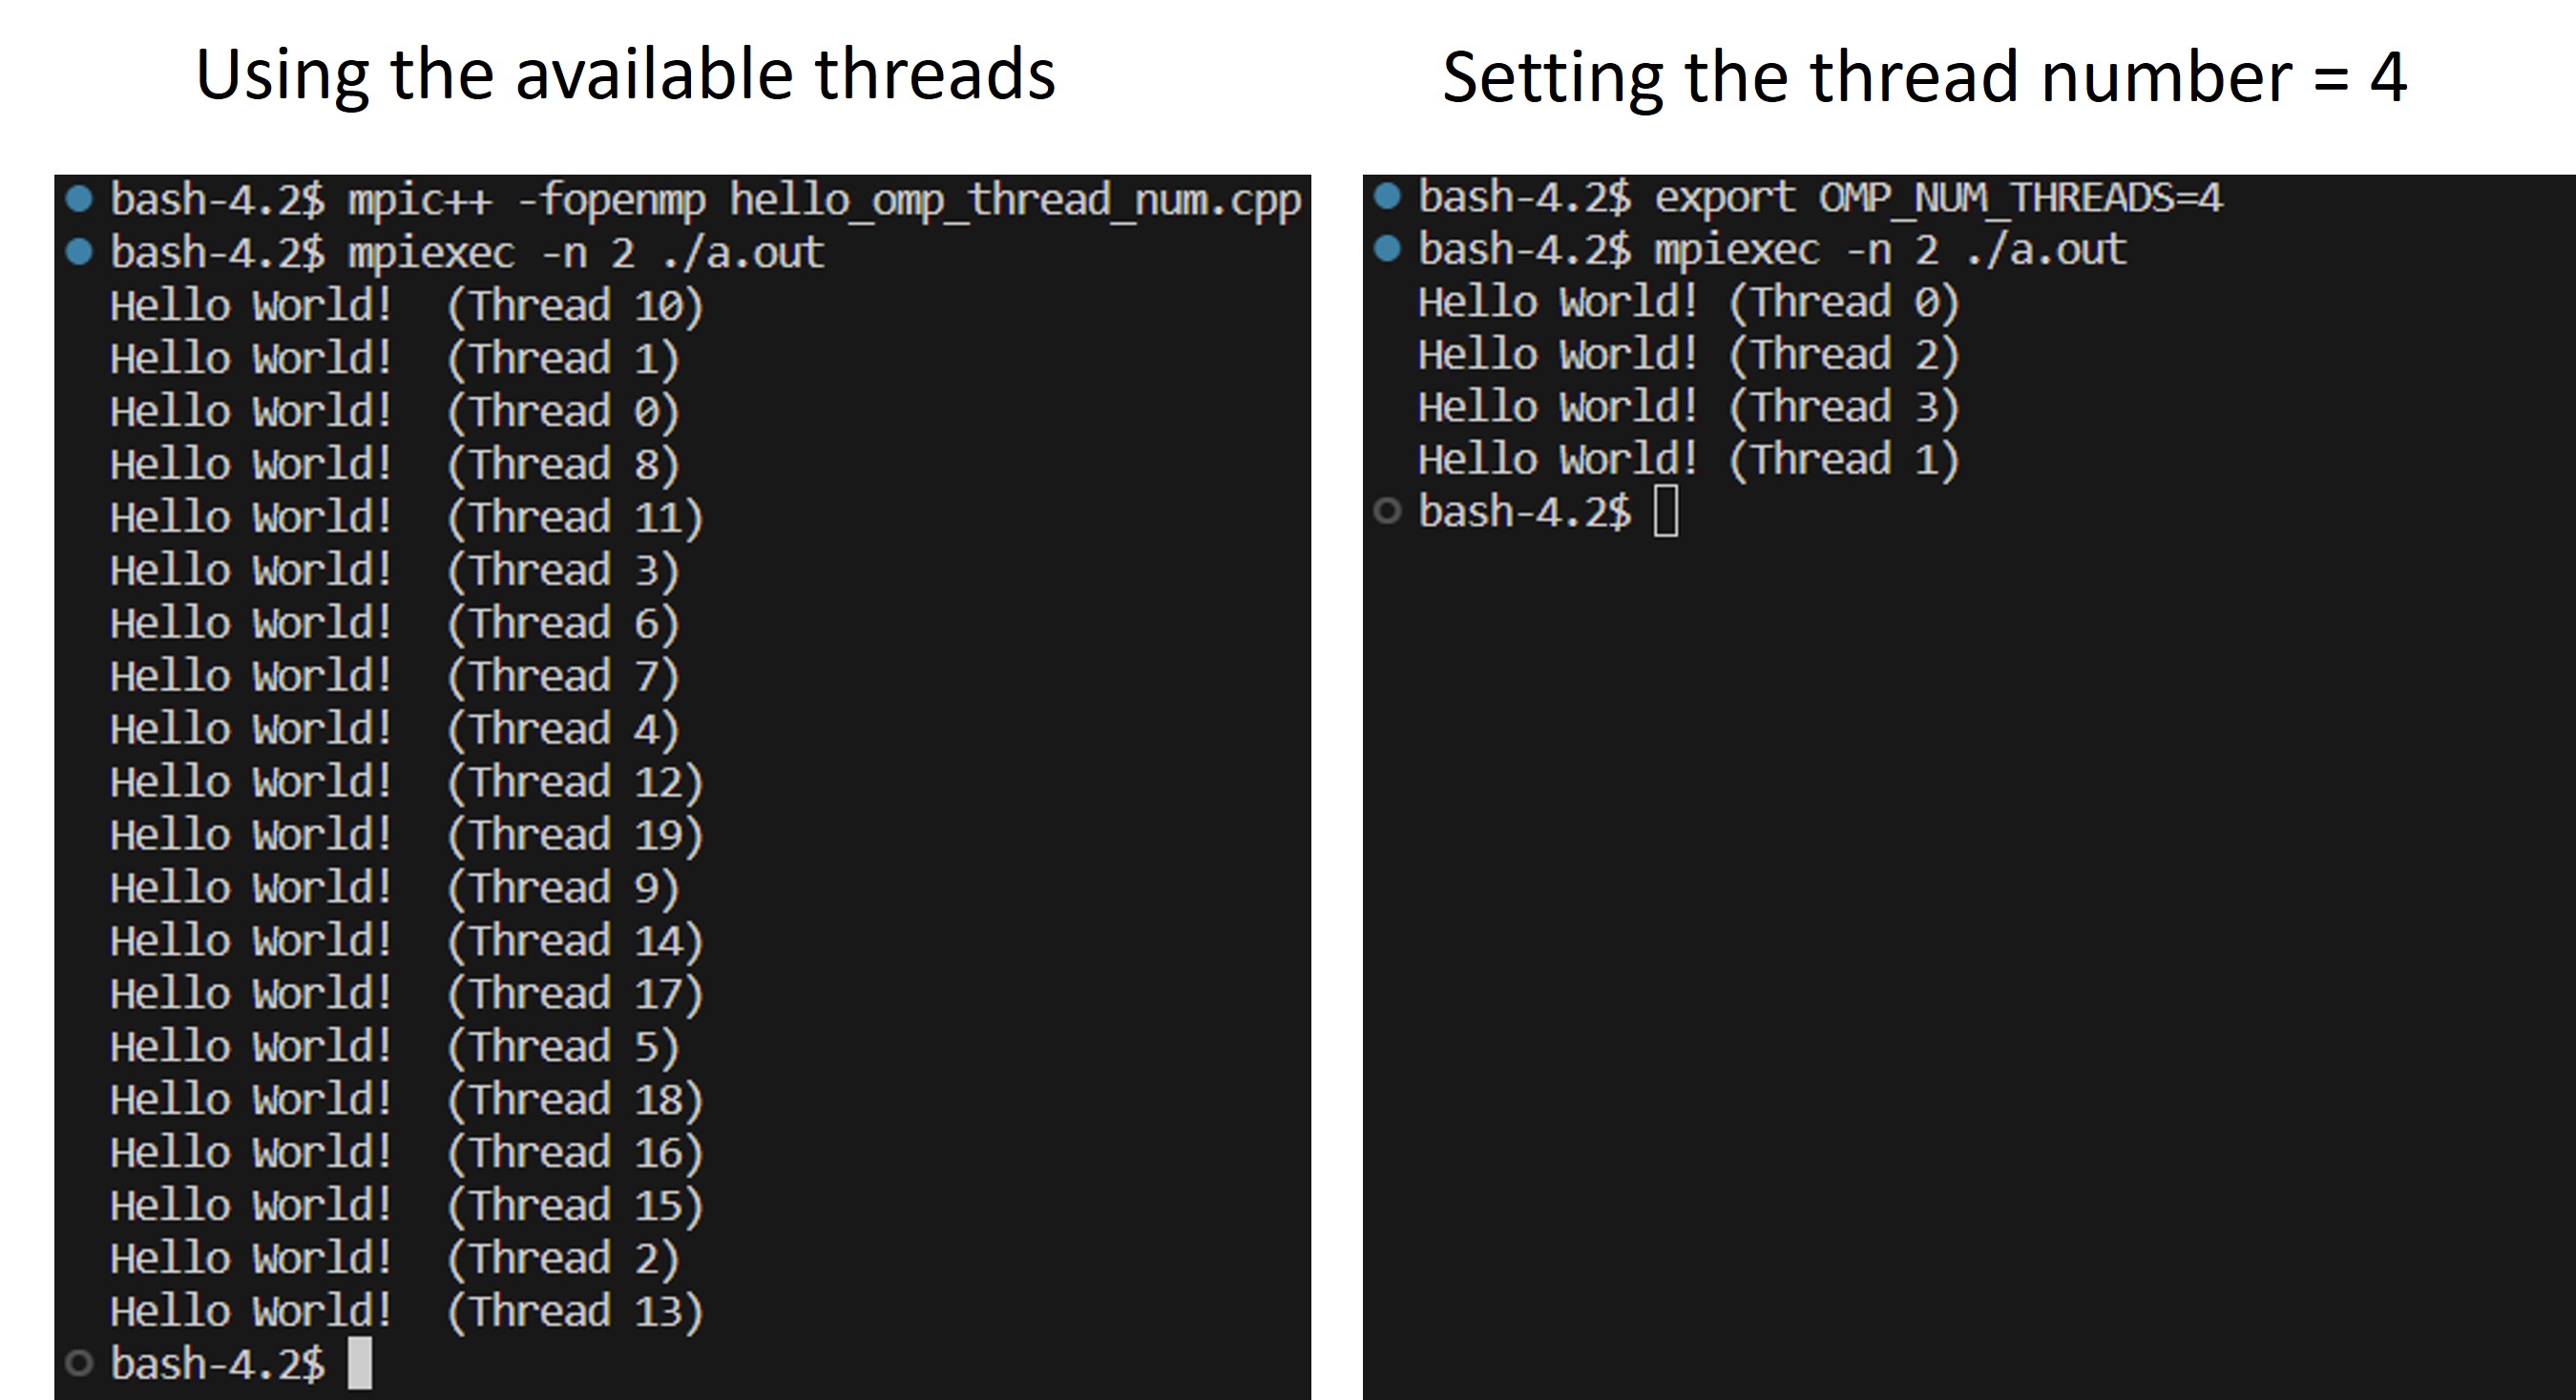 Using the available threads
bash-4.2$ mpic++ -fopenmp hello_omp_thread_num.cpp
bash-4.2$ mpiexec -n 2 ./a.out
Hello World!  (Thread 10)
Hello World!  (Thread 1)
Hello World!  (Thread 0)
Hello World!  (Thread 8)
Hello World!  (Thread 11)
Hello World!  (Thread 3)
Hello World!  (Thread 6)
Hello World!  (Thread 7)
Hello World!  (Thread 4)
Hello World!  (Thread 12)
Hello World!  (Thread 19)
Hello World!  (Thread 9)
Hello World!  (Thread 14)
Hello World!  (Thread 17)
Hello World!  (Thread 5)
Hello World!  (Thread 18)
Hello World!  (Thread 16)
Hello World!  (Thread 15)
Hello World!  (Thread 2)
Hello World!  (Thread 13)
bash-4.2$
Setting the thread number = 4
bash-4.2$ export OMP_NUM_THREADS=4
bash-4.2$ mpiexec -n 2 ./a.out
Hello World! (Thread 0)
Hello World! (Thread 2)
Hello World! (Thread 3)
Hello World! (Thread 1)
bash-4.2$